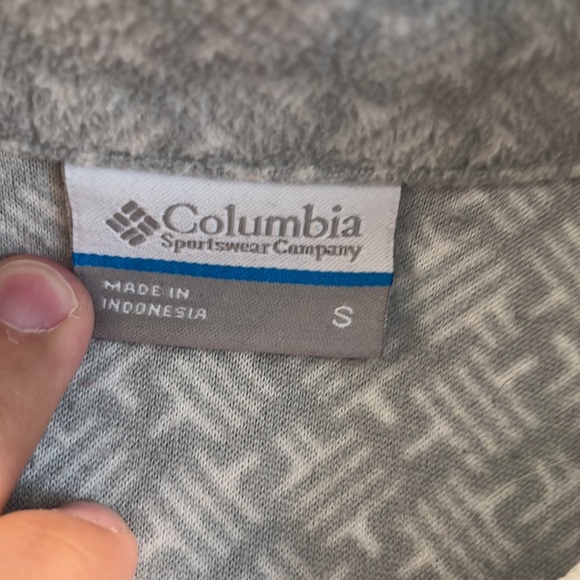 Columbia
Sportswear Company
MADE IN
INDONESIA
S